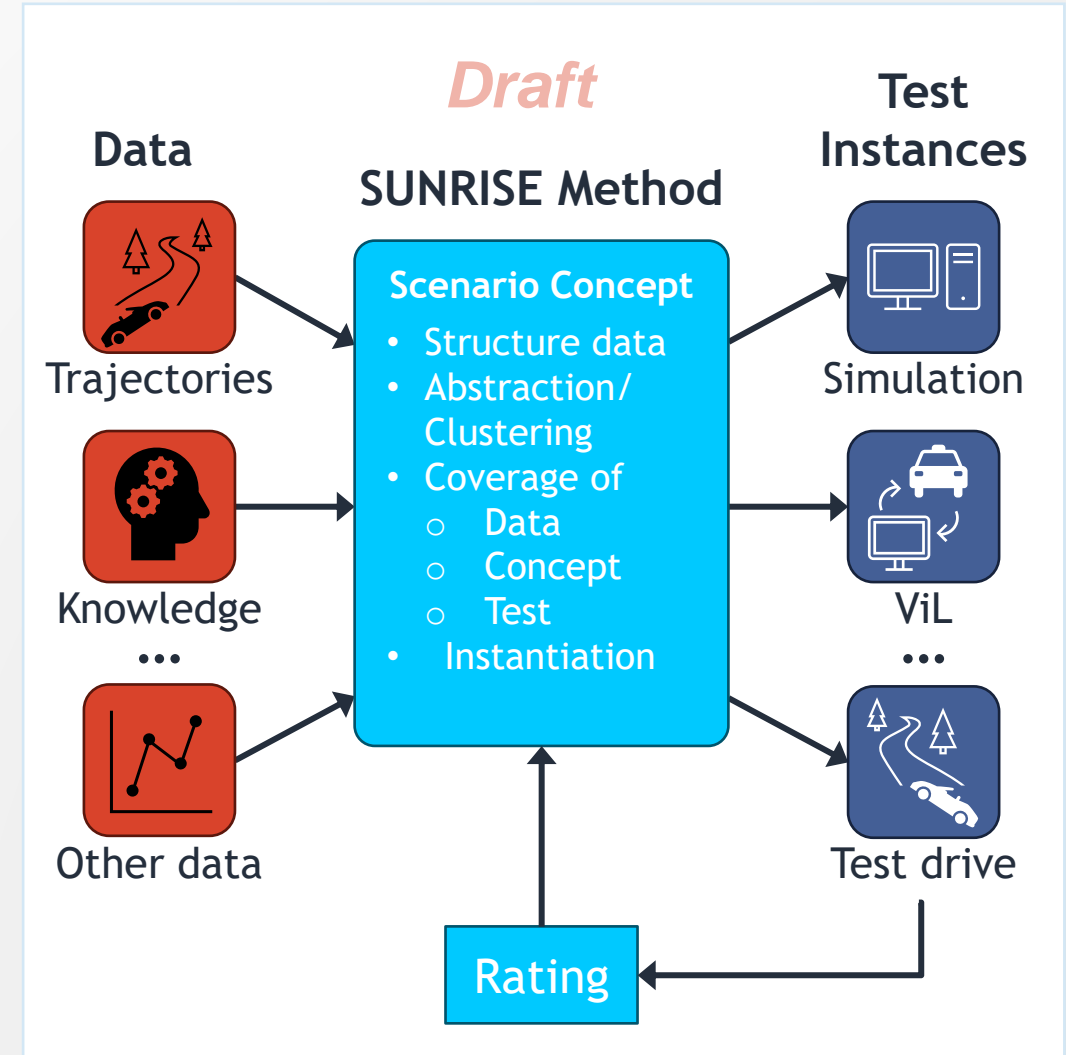 Draft
Data
Trajectories
Knowledge
...
Other data
SUNRISE Method
Scenario Concept
• Structure data
• Abstraction/
Clustering
• Coverage of
o Data
o Concept
o Test
• Instantiation
Rating
Test
Instances
Simulation
ViL
...
Test drive